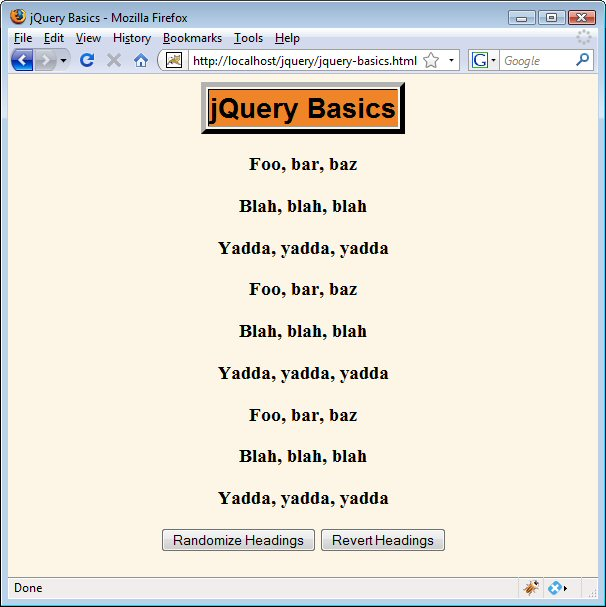 jQuery Basics - Mozilla Firefox
File Edit View History Bookmarks Tools Help
http://localhost/jquery/jquery-basics.html G Google
jQuery Basics
Foo, bar, baz
Blah, blah, blah
Yadda, yadda, yadda
Foo, bar, baz
Blah, blah, blah
Yadda, yadda, yadda
Foo, bar, baz
Blah, blah, blah
Yadda, yadda, yadda
Randomize Headings Revert Headings
Done